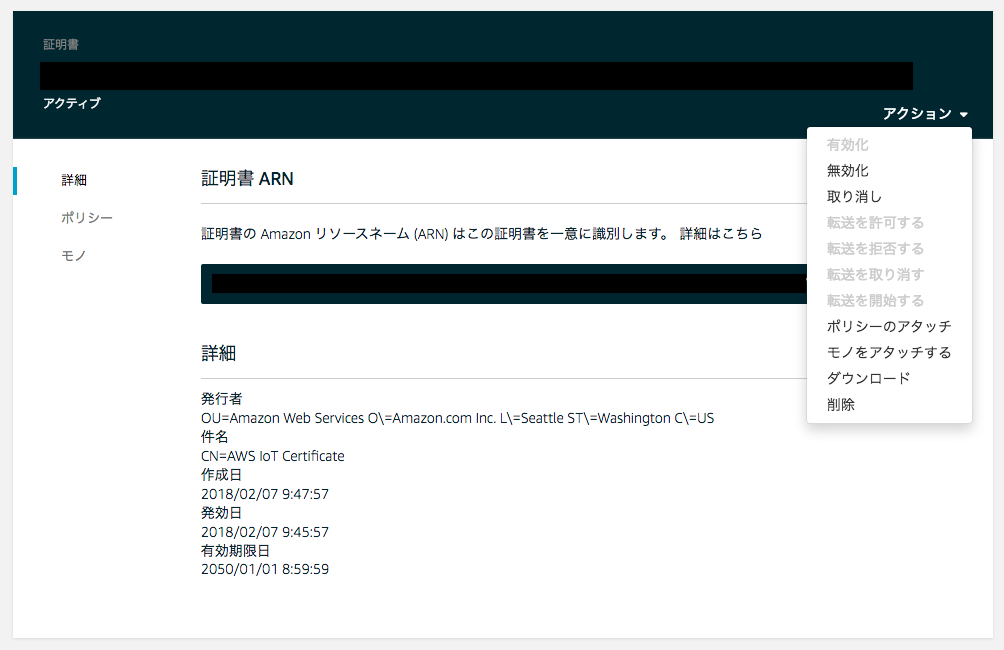 証明書
アクティブ
アクション
有効化
無効化
取り消し
転送を許可する
転送を拒否する
転送を取り消す
転送を開始する
ポリシーのアタッチ
モノをアタッチする
ダウンロード
削除
詳細
ポリシー
モノ
証明書 ARN
証明書の Amazon リソースネーム (ARN) はこの証明書を一意に識別します。 詳細はこちら
詳細
発行者
OU=Amazon Web Services O\=Amazon.com Inc. L\=Seattle ST\=Washington C\=US
件名
CN=AWS IoT Certificate
作成日
2018/02/07 9:47:57
発効日
2018/02/07 9:45:57
有効期限日
2050/01/01 8:59:59